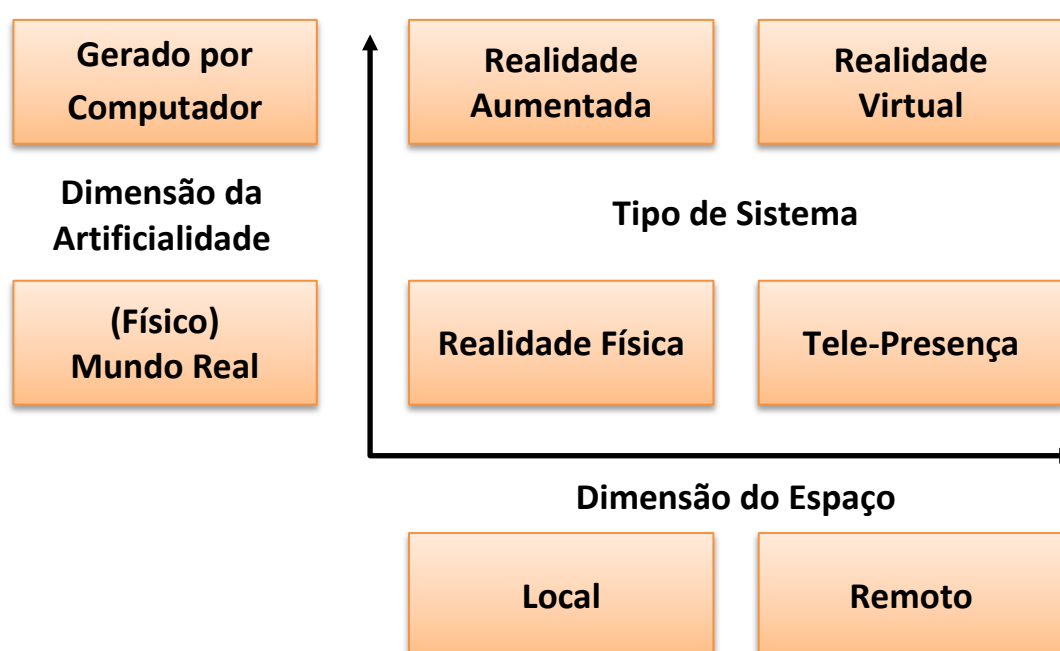 Gerado por
Computador
Realidade
Aumentada
Realidade
Virtual
Dimensão da
Artificialidade
Tipo de Sistema
(Físico)
Mundo Real
Realidade Física
Tele-Presença
Dimensão do Espaço
Local
Remoto